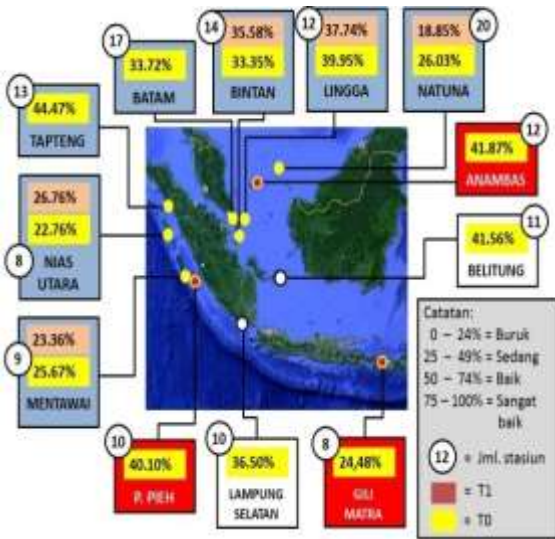 17
33.72%
BATAM
14
35.58%
33.35%
BINTAN
12
37.74%
39.95%
LINGGA
20
18.85%
26.03%
NATUNA
13
44.47%
TAPTENG
12
41.87%
ANAMBAS
26.76%
22.76%
8
NIAS
UTARA
11
41.56%
BELITUNG
9
23.36%
25.67%
MENTAWAI
10
40.10%
P. PIEH
10
36.50%
LAMPUNG
SELATAN
8
24,48%
GILI
MATRA
Catatan:
0 – 24% = Buruk
25 – 49% = Sedang
50 – 74% = Baik
75 – 100% = Sangat
baik
12 = Jml. stasiun
= T1
= T0